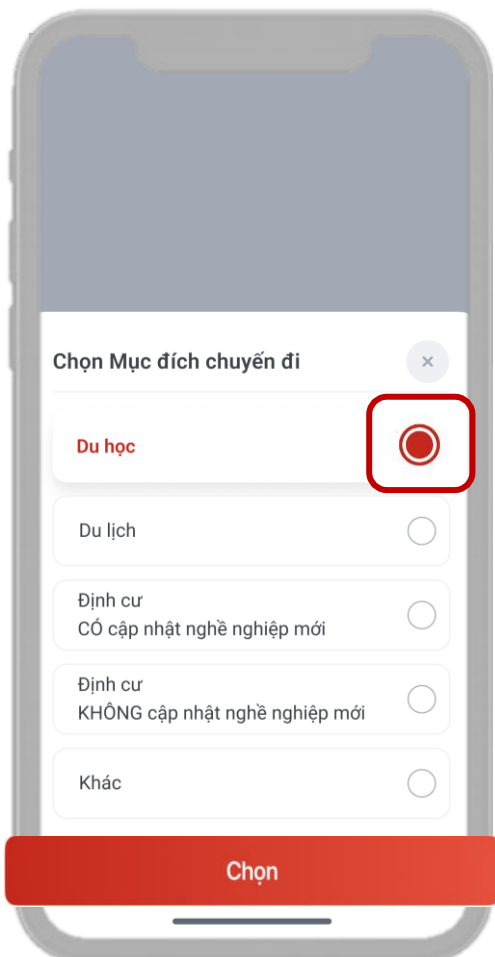 Chọn Mục đích chuyến đi
Du học
Du lịch
Định cư
CÓ cập nhật nghề nghiệp mới
Định cư
KHÔNG cập nhật nghề nghiệp mới
Khác
Chọn